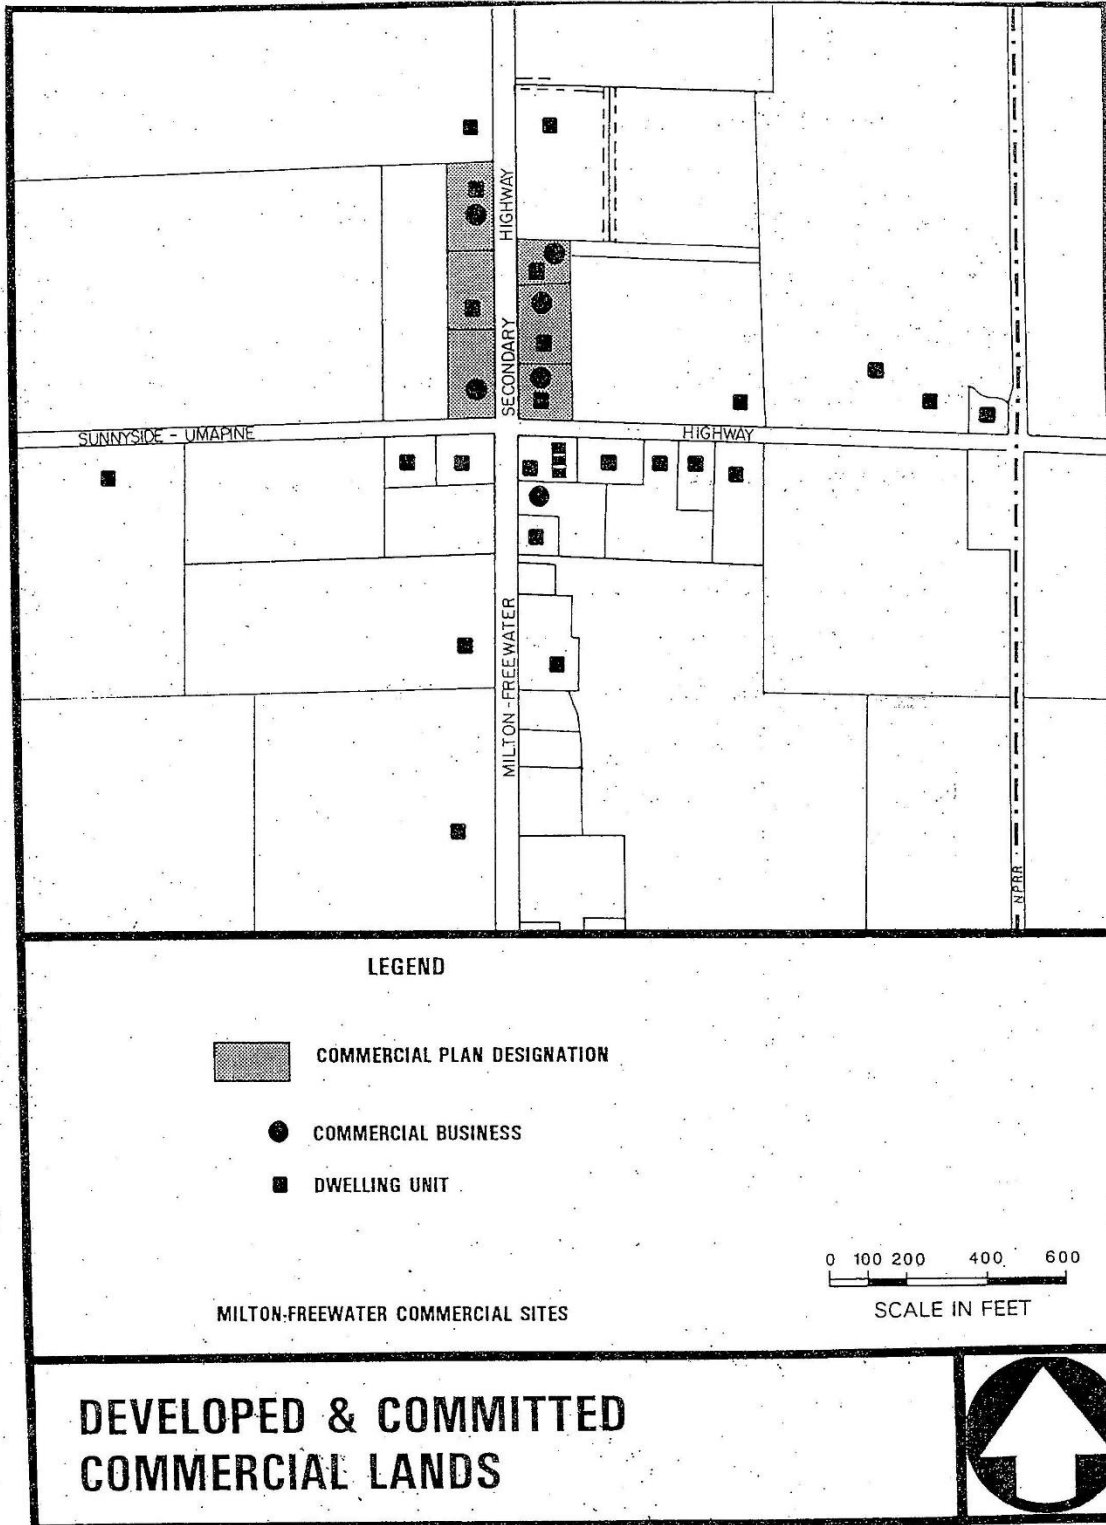 HIGHWAY
SECONDARY
SUNNYSIDE - UMAPINE
HIGHWAY
MILTON-FREEWATER
NPRR
LEGEND
COMMERCIAL PLAN DESIGNATION
COMMERCIAL BUSINESS
DWELLING UNIT
0 100 200 400 600
SCALE IN FEET
MILTON-FREEWATER COMMERCIAL SITES
DEVELOPED & COMMITTED
COMMERCIAL LANDS